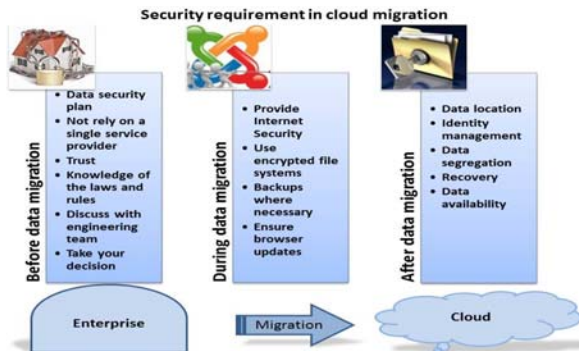 Security requirement in cloud migration
Before data migration
• Data security
plan
• Not rely on a
single service
provider
• Trust
• Knowledge of
the laws and
rules
• Discuss with
engineering
team
• Take your
decision
During data migration
• Provide
Internet
Security
• Use
encrypted file
systems
• Backups
where
necessary
• Ensure
browser
updates
After data migration
• Data location
• Identity
management
• Data
segregation
• Recovery
• Data
availability
Enterprise
Migration
Cloud